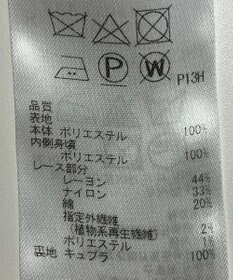 P13H
品質
表地
本体 ポリエステル 100%
内側身頃
ポリエステル 100%
レース部分
レーヨン 44%
ナイロン 33%
綿 20%
指定外繊維
(植物系再生繊維) 2%
ポリエステル 1%
裏地 キュプラ 100%